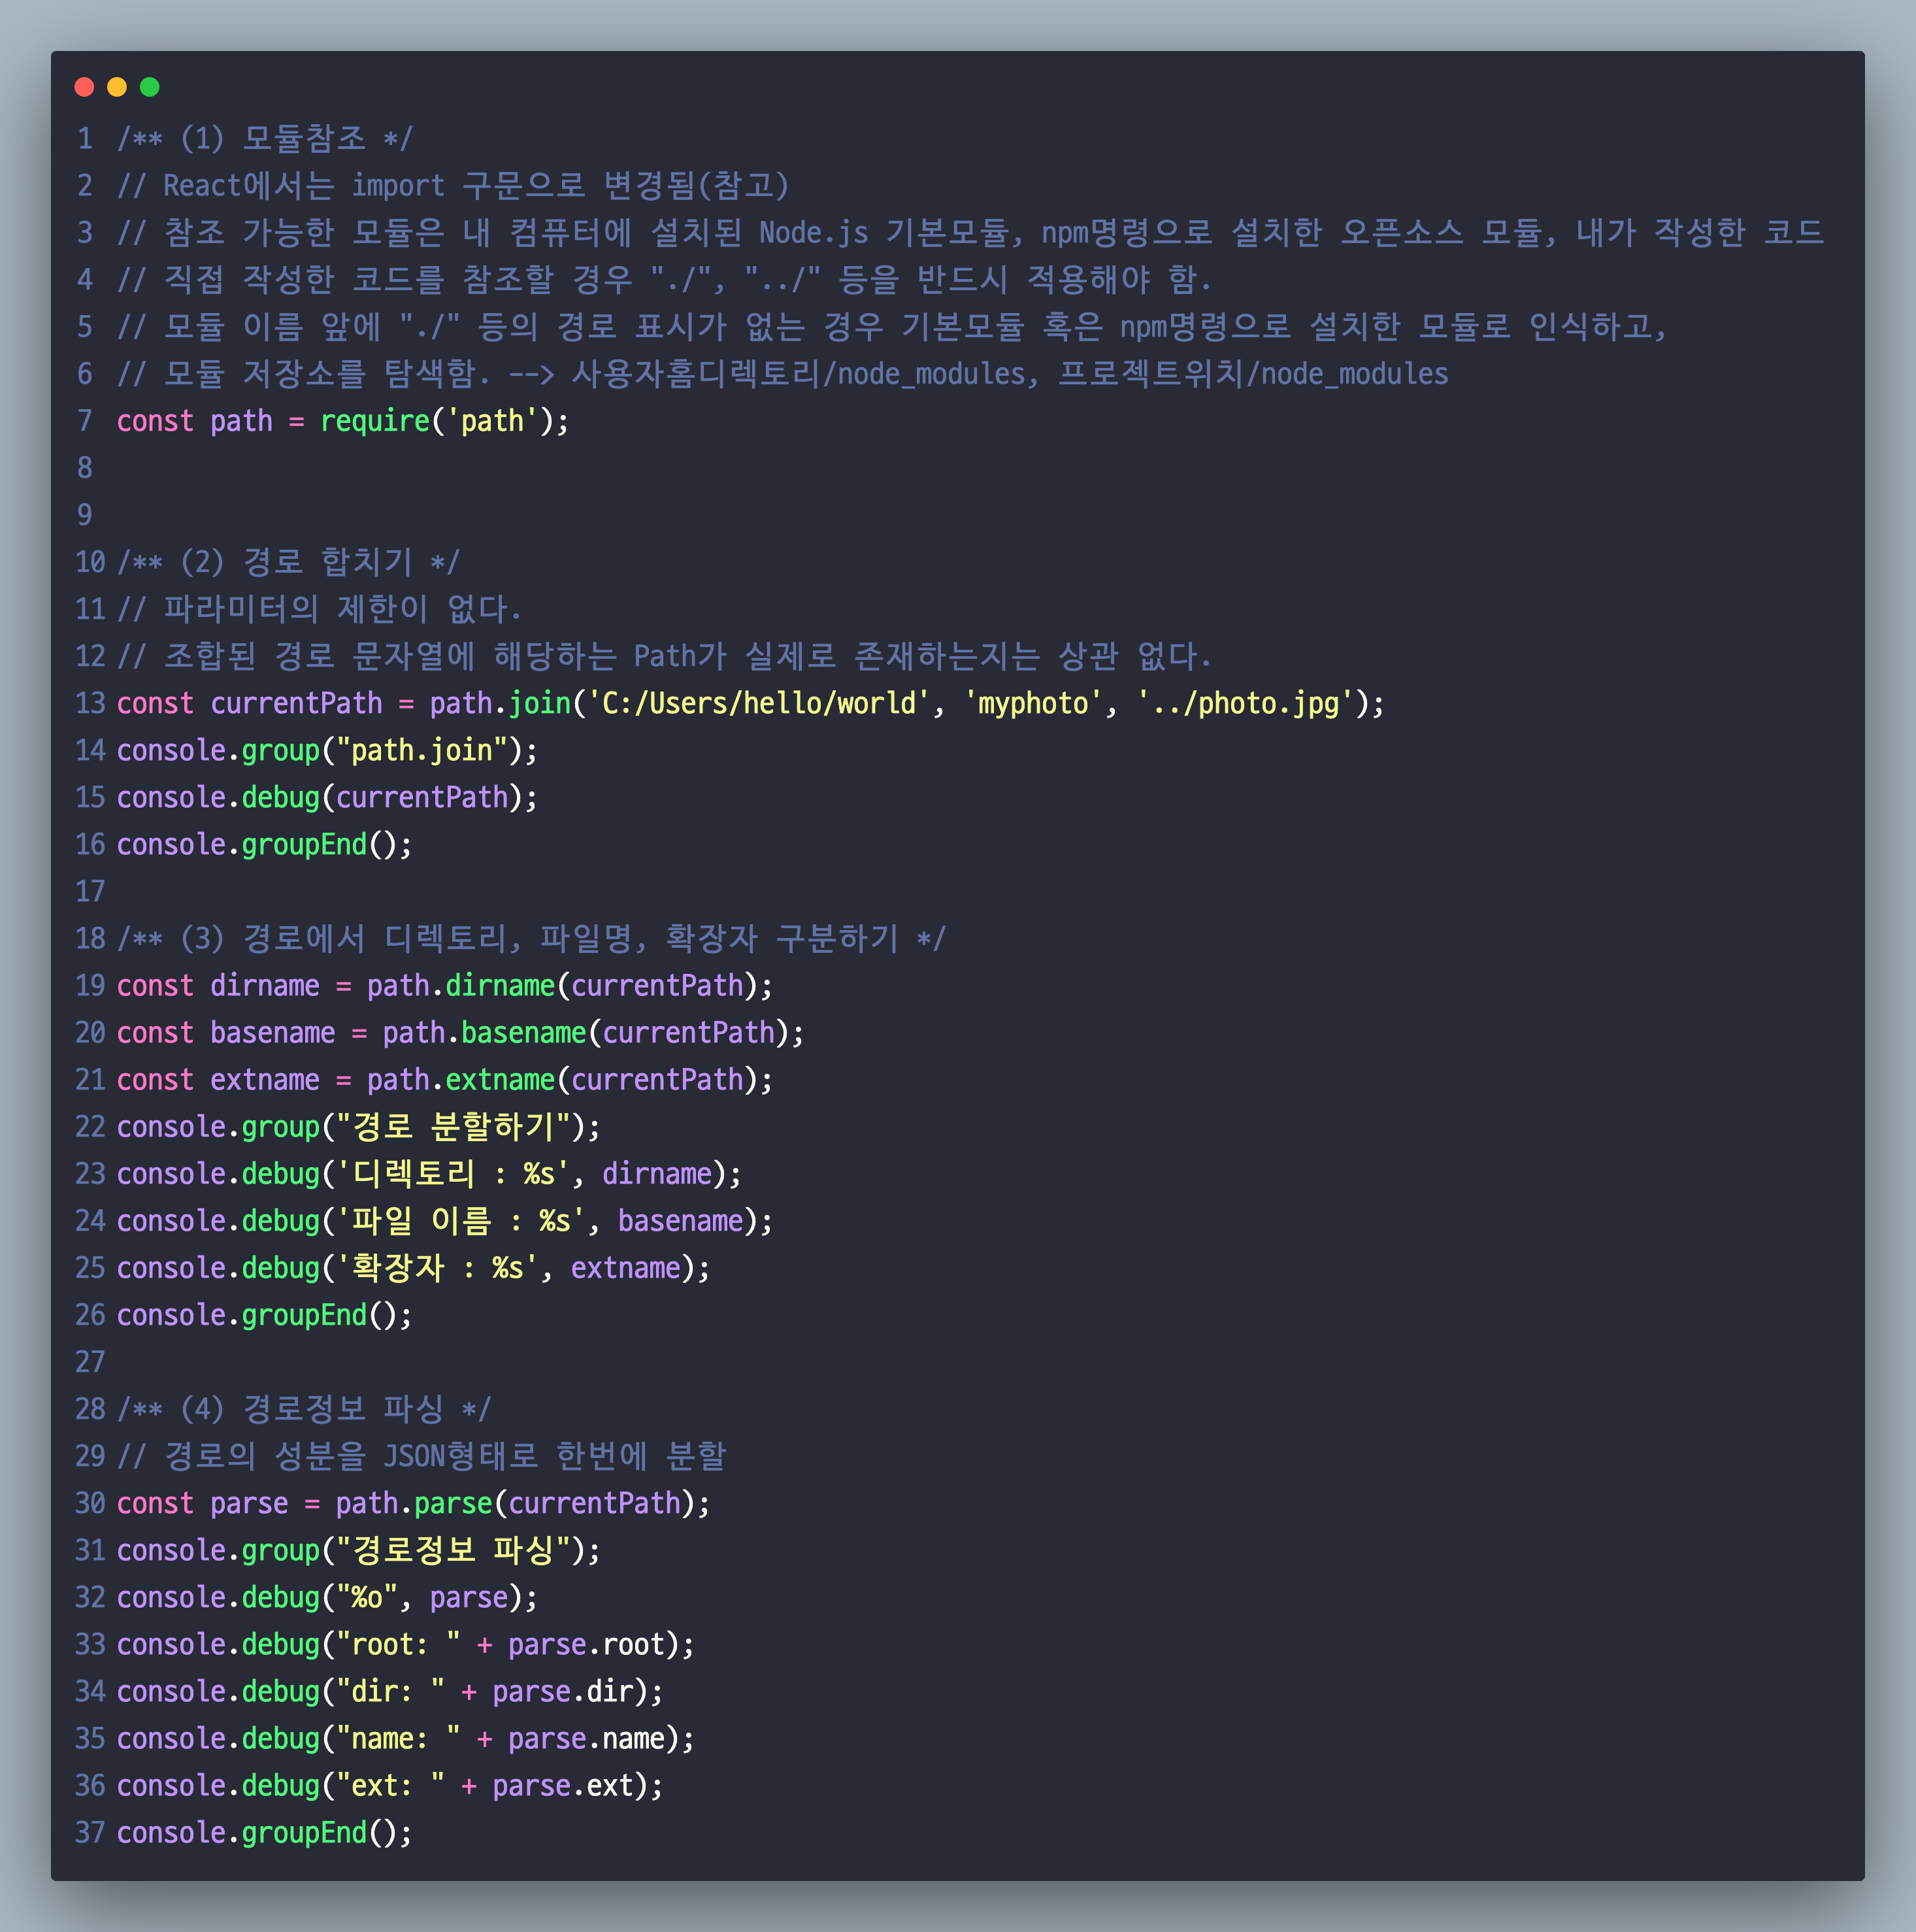 1 /** (1) 모듈참조 */
2 // React에서는 import 구문으로 변경됨(참고)
3 // 참조 가능한 모듈은 내 컴퓨터에 설치된 Node.js 기본모듈, npm명령으로 설치한 오픈소스 모듈, 내가 작성한 코드
4 // 직접 작성한 코드를 참조할 경우 "./", "../" 등을 반드시 적용해야 함.
5 // 모듈 이름 앞에 "./" 등의 경로 표시가 없는 경우 기본모듈 혹은 npm명령으로 설치한 모듈로 인식하고,
6 // 모듈 저장소를 탐색함. --> 사용자홈디렉토리/node_modules, 프로젝트위치/node_modules
7 const path = require('path');
8
9
10 /** (2) 경로 합치기 */
11 // 파라미터의 제한이 없다.
12 // 조합된 경로 문자열에 해당하는 Path가 실제로 존재하는지는 상관 없다.
13 const currentPath = path.join('C:/Users/hello/world', 'myphoto', '../photo.jpg');
14 console.group("path.join");
15 console.debug(currentPath);
16 console.groupEnd();
17
18 /** (3) 경로에서 디렉토리, 파일명, 확장자 구분하기 */
19 const dirname = path.dirname(currentPath);
20 const basename = path.basename(currentPath);
21 const extname = path.extname(currentPath);
22 console.group("경로 분할하기");
23 console.debug('디렉토리 : %s', dirname);
24 console.debug('파일 이름 : %s', basename);
25 console.debug('확장자 : %s', extname);
26 console.groupEnd();
27
28 /** (4) 경로정보 파싱 */
29 // 경로의 성분을 JSON형태로 한번에 분할
30 const parse = path.parse(currentPath);
31 console.group("경로정보 파싱");
32 console.debug("%o", parse);
33 console.debug("root: " + parse.root);
34 console.debug("dir: " + parse.dir);
35 console.debug("name: " + parse.name);
36 console.debug("ext: " + parse.ext);
37 console.groupEnd();